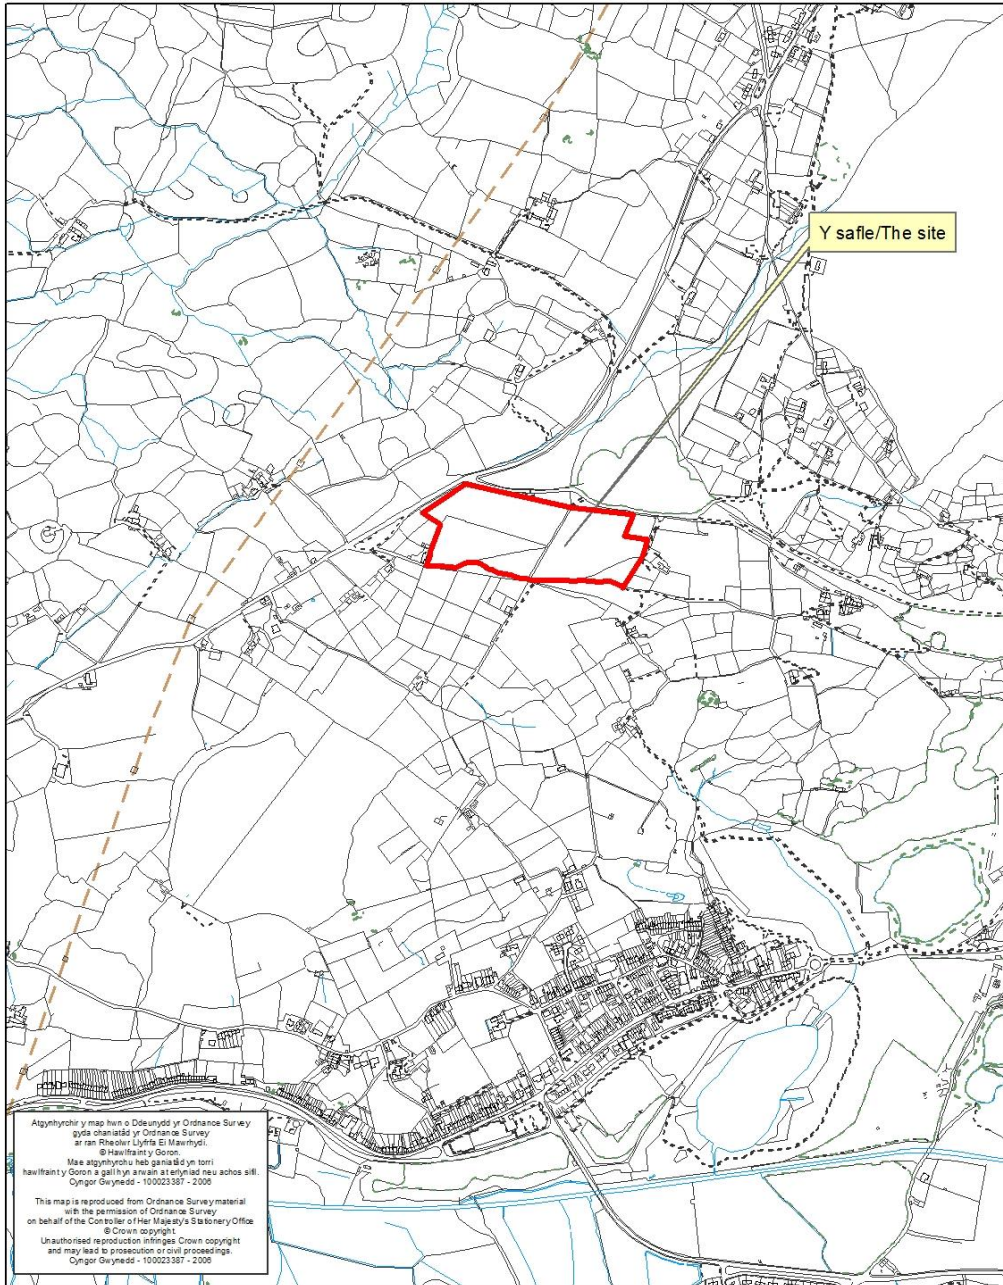 Y safle/The site
Atgynhyrchir y map hwn o Ddeunydd yr Ordnance Survey
gyda chaniatâd yr Ordnance Survey
ar ran Rheolwr Llyfrfa Ei Mawrhydi.
© Hawlfraint y Goron.
Mae atgynhyrchu heb ganiatâd yn torri
hawlfraint y Goron a gall hyn arwain at erlyniad neu achos sifil.
Cyngor Gwynedd - 100023387 - 2006
This map is reproduced from Ordnance Survey material
with the permission of Ordnance Survey
on behalf of the Controller of Her Majesty's Stationery Office
© Crown copyright.
Unauthorised reproduction infringes Crown copyright
and may lead to prosecution or civil proceedings.
Cyngor Gwynedd - 100023387 - 2006